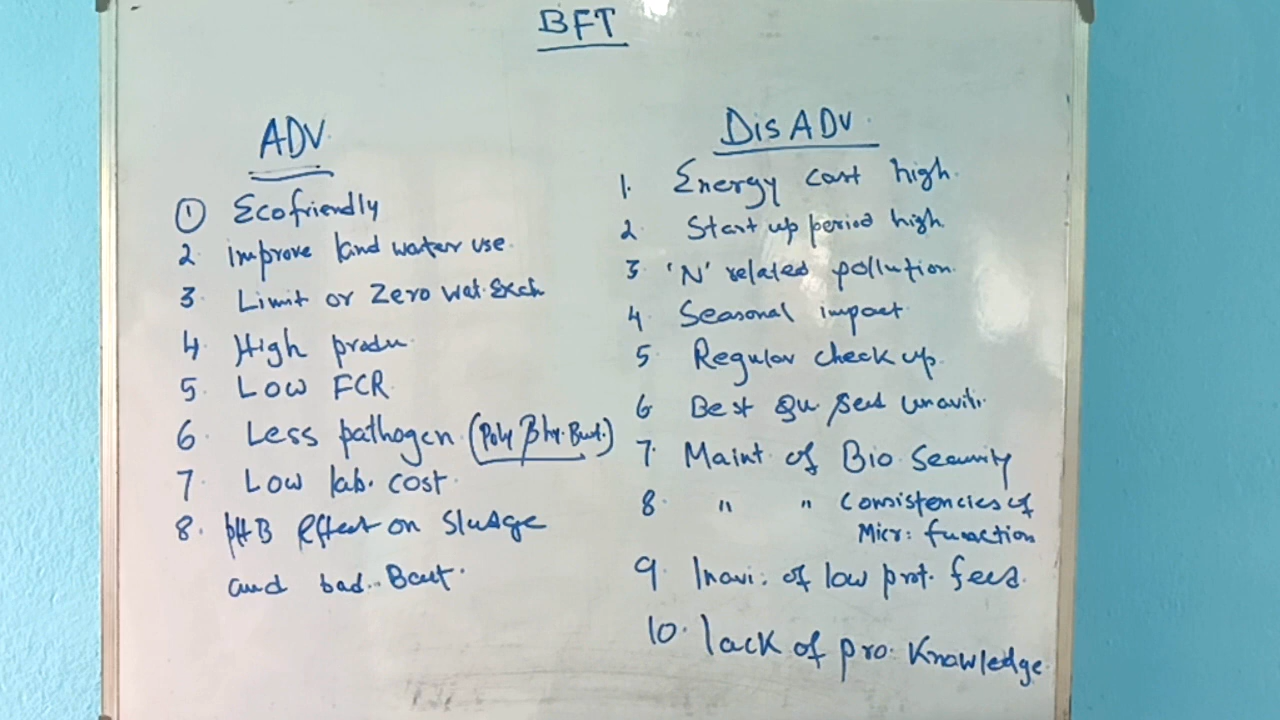 BFT
ADV.
① Ecofriendly
2 improve land water use.
3. Limit or Zero wat. Exch
4. High produ.
5. Low FCR.
6. Less pathogen (Poly β hy. But.)
7. Low lab. cost.
8. pHB Effect on Sludge
and bad.. Bact.
DisADV.
1. Energy cost high.
2 Start up period high.
3. 'N' related pollution.
4 Seasonal impact.
5 Regular check up.
6 Best Qu seed unaviti.
7. Maint. of Bio Security
8. " " Consistencies of
Micr: function
9. Inavi. of low prot. feed.
10. lack of pro. Knowledge.